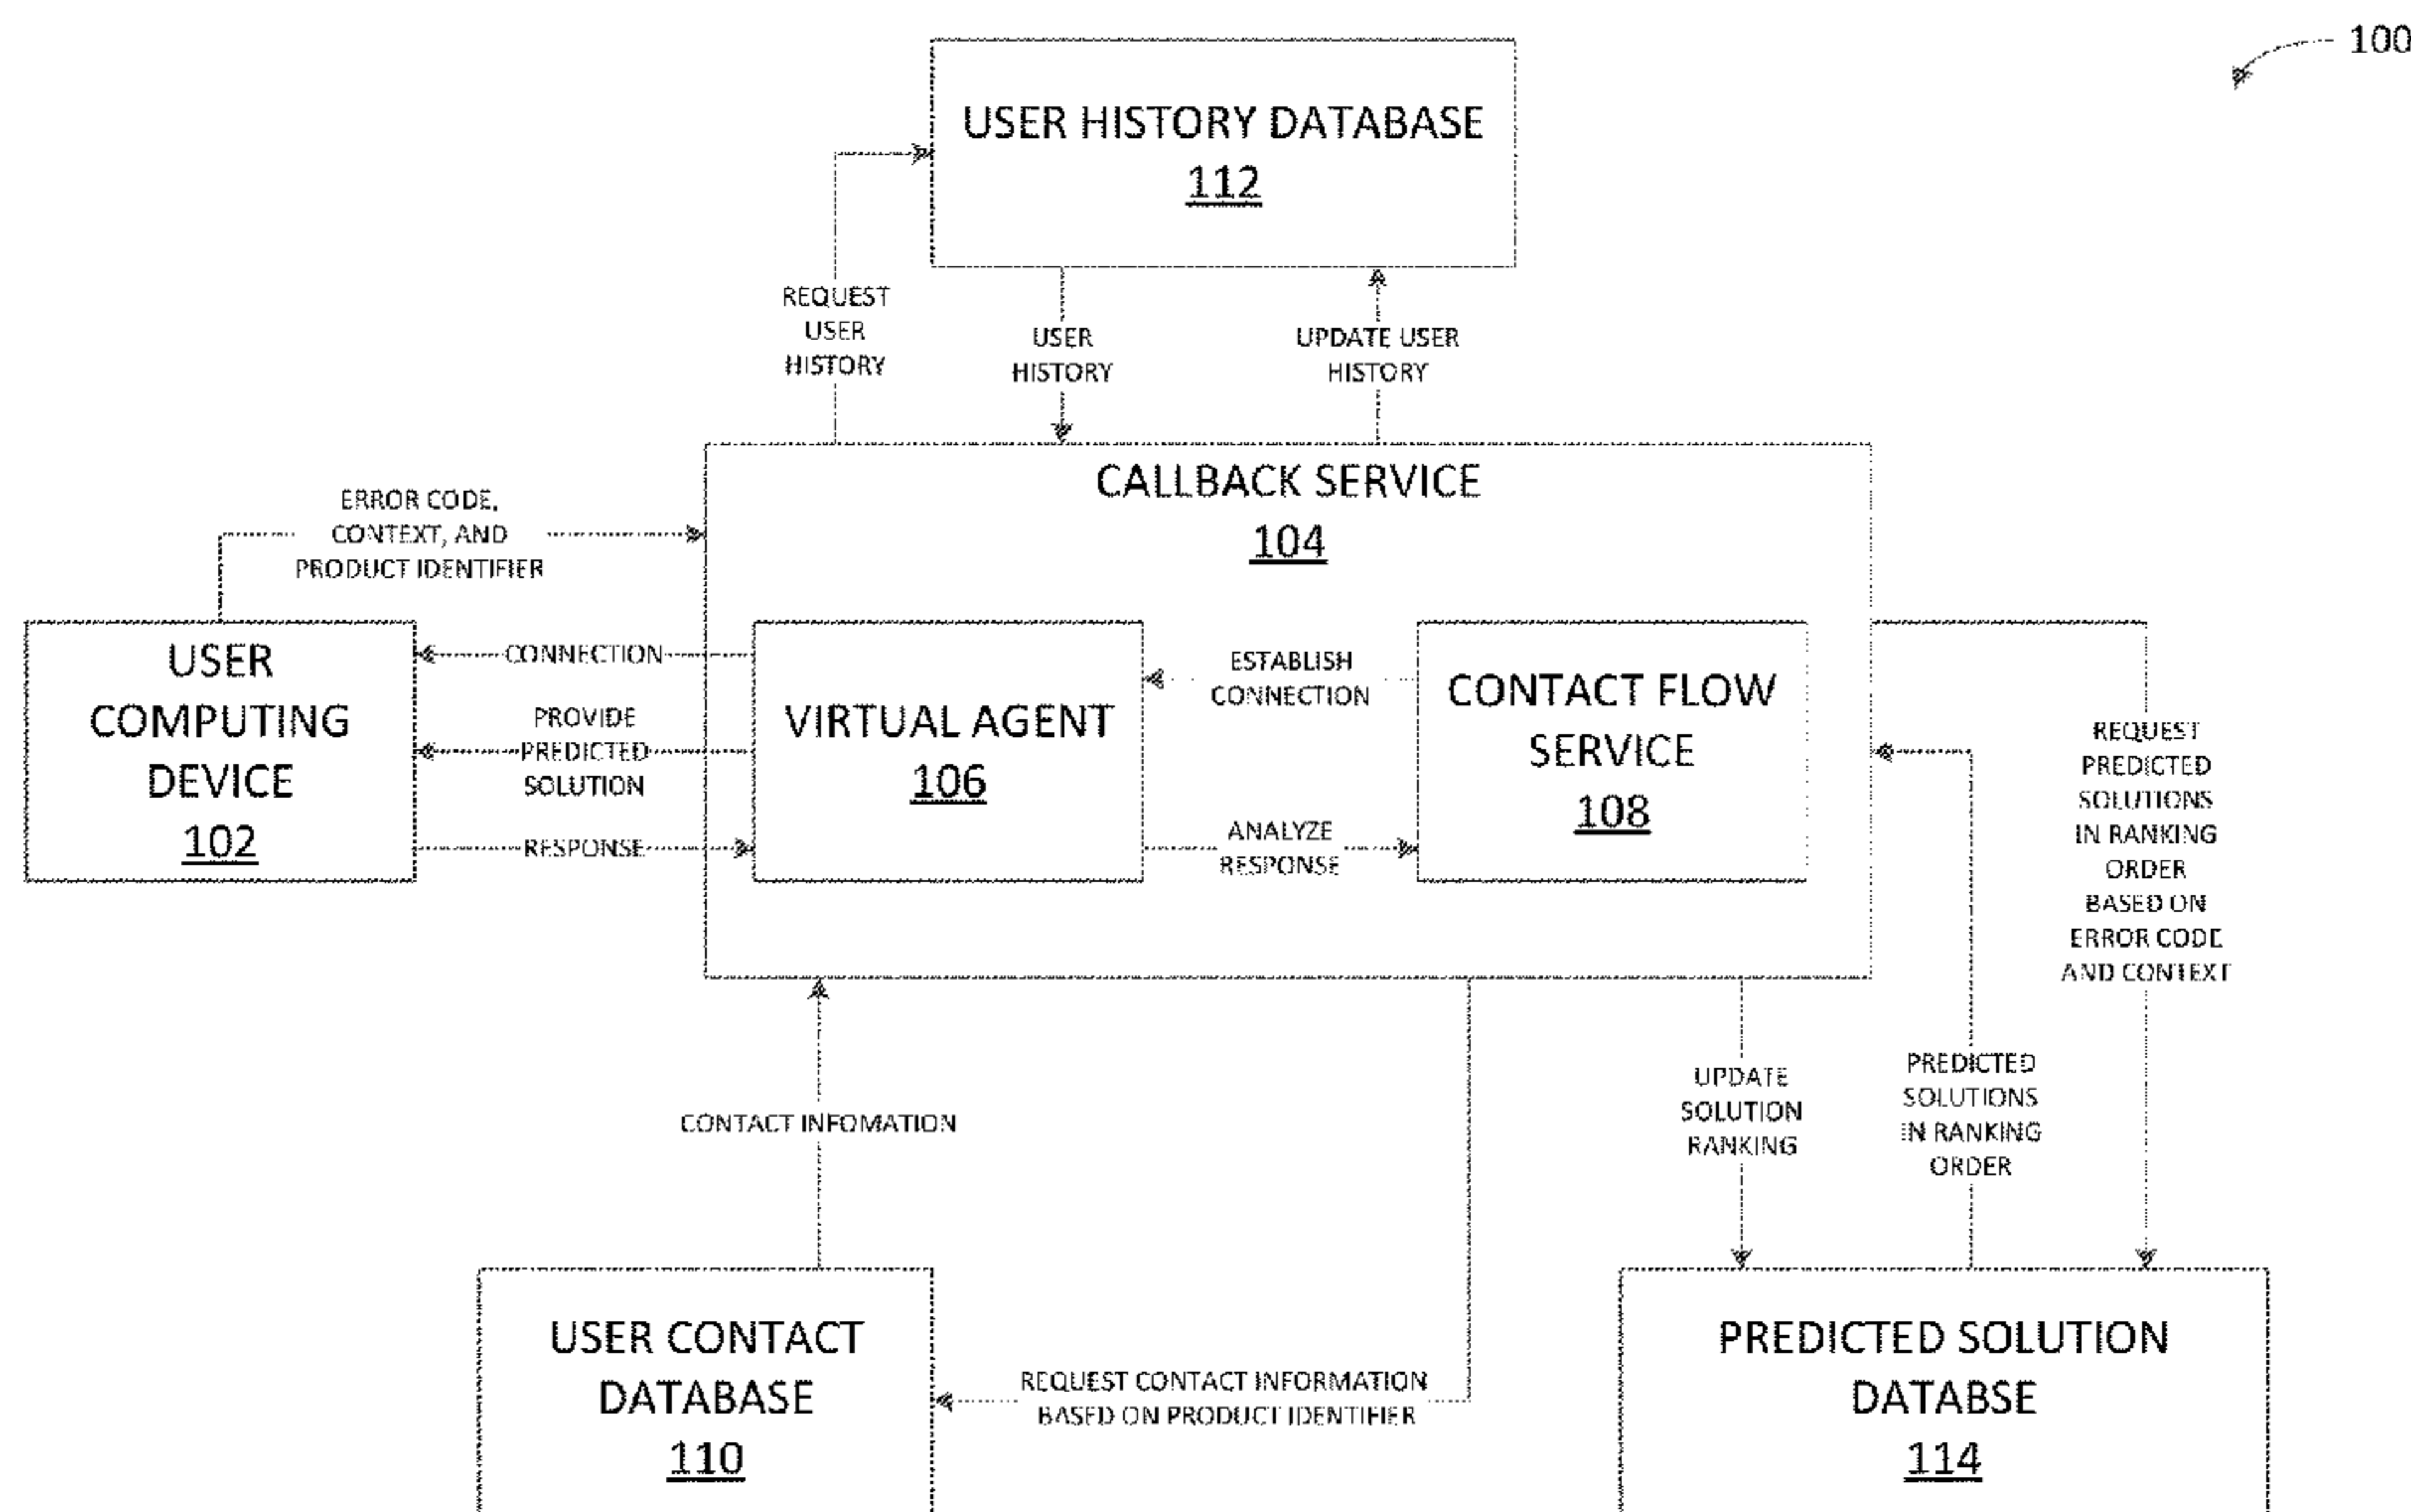 100
USER HISTORY DATABASE
112
REQUEST
USER
HISTORY
USER
HISTORY
UPDATE USER
HISTORY
CALLBACK SERVICE
104
ERROR CODE,
CONTEXT, AND
PRODUCT IDENTIFIER
USER
COMPUTING
DEVICE
102
CONNECTION
PROVIDE
PREDICTED
SOLUTION
RESPONSE
VIRTUAL AGENT
106
ESTABLISH
CONNECTION
ANALYZE
RESPONSE
CONTACT FLOW
SERVICE
108
REQUEST
PREDICTED
SOLUTIONS
IN RANKING
ORDER
BASED ON
ERROR CODE
AND CONTEXT
CONTACT INFOMATION
UPDATE
SOLUTION
RANKING
PREDICTED
SOLUTIONS
IN RANKING
ORDER
USER CONTACT
DATABASE
110
REQUEST CONTACT INFORMATION
BASED ON PRODUCT IDENTIFIER
PREDICTED SOLUTION
DATABSE
114